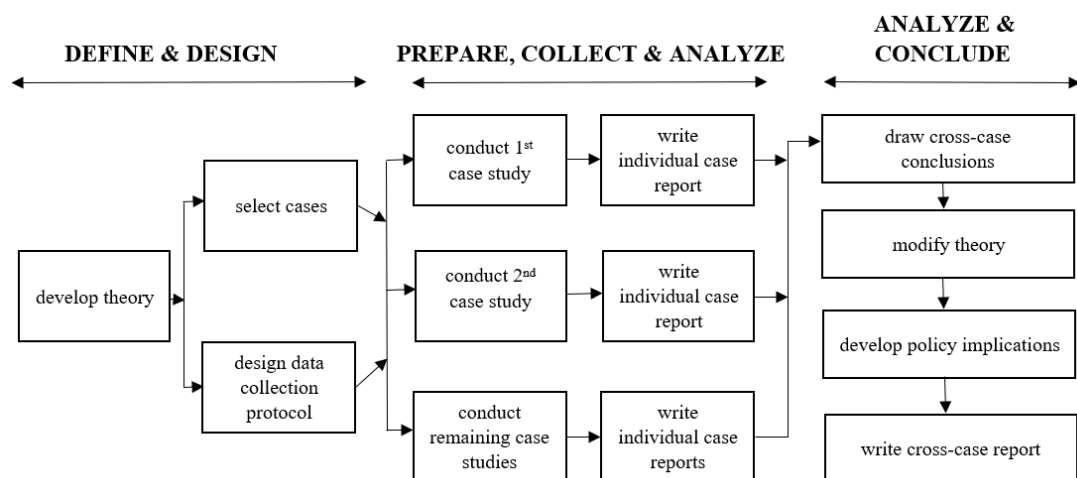 DEFINE & DESIGN
PREPARE, COLLECT & ANALYZE
ANALYZE &
CONCLUDE
develop theory
select cases
design data
collection
protocol
conduct 1st
case study
write
individual case
report
conduct 2nd
case study
write
individual case
report
conduct
remaining case
studies
write
individual case
reports
draw cross-case
conclusions
modify theory
develop policy implications
write cross-case report